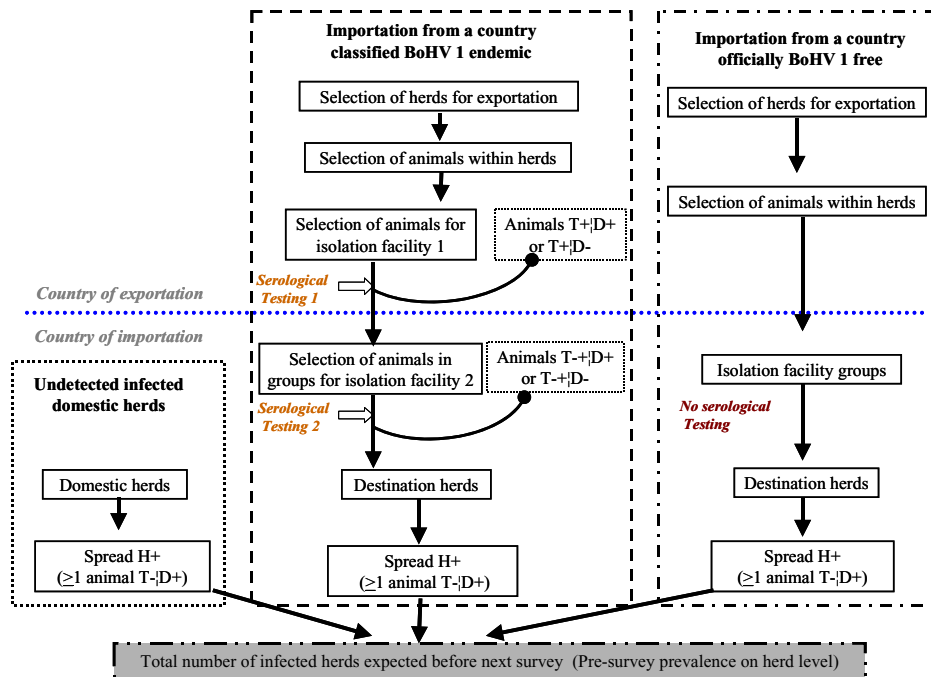 Importation from a country
classified BoHV 1 endemic
Selection of herds for exportation
Selection of animals within herds
Selection of animals for
isolation facility 1
Animals T+¦D+
or T+¦D-
Serological
Testing 1
Importation from a country
officially BoHV 1 free
Selection of herds for exportation
Selection of animals within herds
Country of exportation
Country of importation
Undetected infected
domestic herds
Domestic herds
Spread H+
(≥1 animal T-¦D+)
Selection of animals in
groups for isolation facility 2
Animals T-+¦D+
or T-+¦D-
Serological
Testing 2
Destination herds
Spread H+
(≥1 animal T-¦D+)
Isolation facility groups
No serological
Testing
Destination herds
Spread H+
(≥1 animal T-¦D+)
Total number of infected herds expected before next survey (Pre-survey prevalence on herd level)